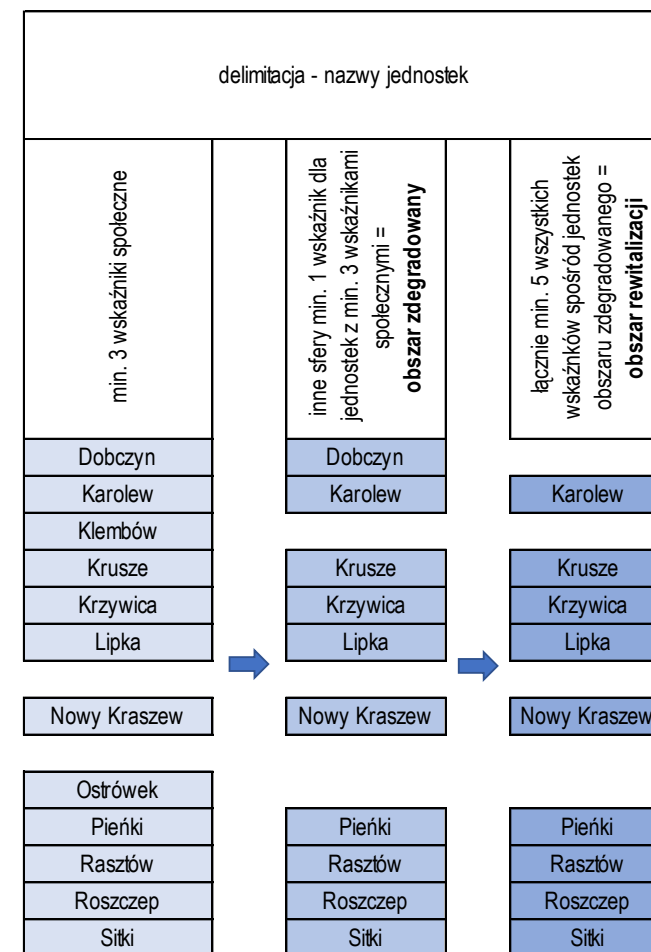 delimitacja - nazwy jednostek
min. 3 wskaźniki społeczne
inne sfery min. 1 wskaźnik dla
jednostek z min. 3 wskaźnikami
społecznymi =
obszar zdegradowany
łącznie min. 5 wszystkich
wskaźnków spośród jednostek
obszaru zdegradowanego =
obszar rewitalizacji
Dobczyn Dobczyn
Karolew Karolew Karolew
Klembów
Krusze Krusze Krusze
Krzywica Krzywica Krzywica
Lipka Lipka Lipka
Nowy Kraszew Nowy Kraszew Nowy Kraszew
Ostrówek
Pieńki Pieńki Pieńki
Rasztów Rasztów Rasztów
Roszczep Roszczep Roszczep
Sitki Sitki Sitki